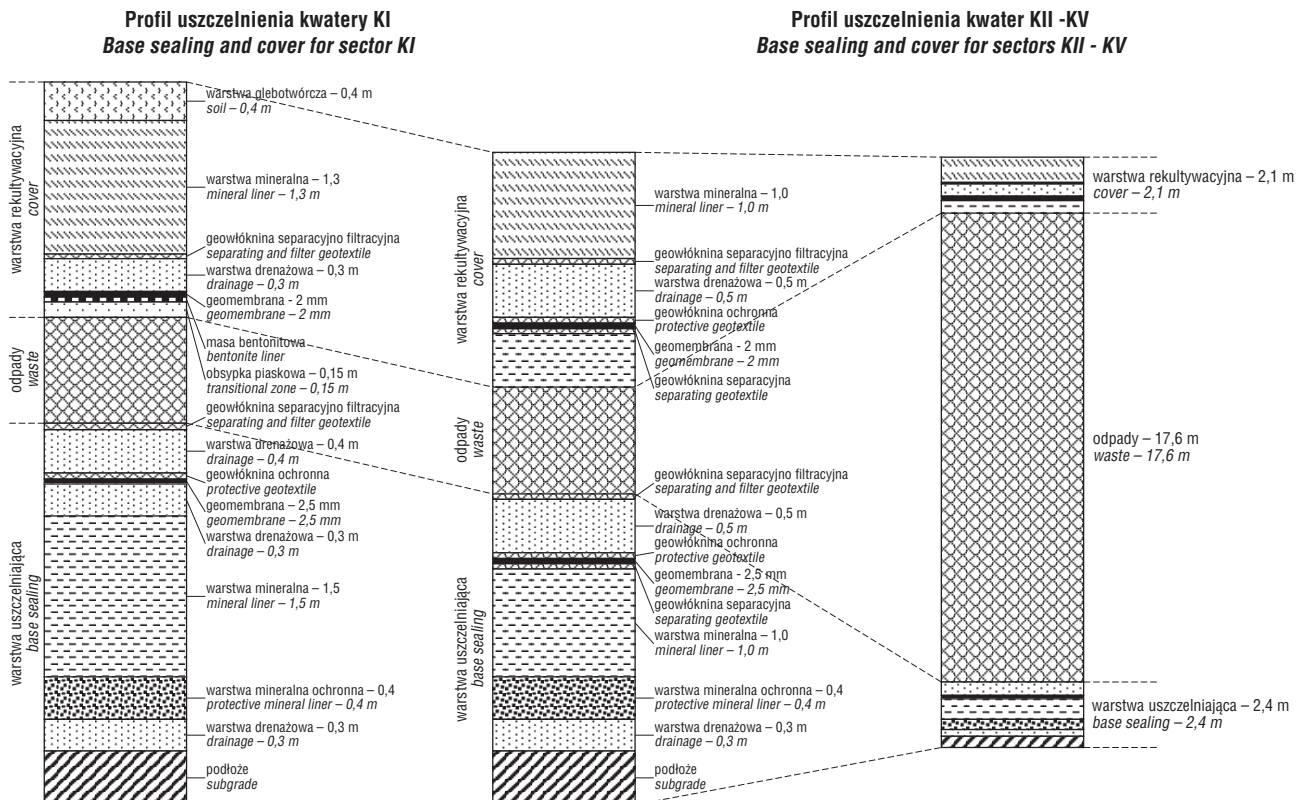 Profil uszczelnienia kwatery KI
Base sealing and cover for sector KI
Profil uszczelnienia kwater KII -KV
Base sealing and cover for sectors KII - KV
warstwa rekultywacyjna
cover
odpady
waste
warstwa uszczelniająca
base sealing
warstwa glebotwórcza – 0,4 m
soil – 0,4 m
warstwa mineralna – 1,3
mineral liner – 1,3 m
geowłóknina separacyjno filtracyjna
separating and filter geotextile
warstwa drenażowa – 0,3 m
drainage – 0,3 m
geomembrana - 2 mm
geomembrane – 2 mm
masa bentonitowa
bentonite liner
obsypka piaskowa – 0,15 m
transitional zone – 0,15 m
geowłóknina separacyjno filtracyjna
separating and filter geotextile
warstwa drenażowa – 0,4 m
drainage – 0,4 m
geowłóknina ochronna
protective geotextile
geomembrana – 2,5 mm
geomembrane – 2,5 mm
warstwa drenażowa – 0,3 m
drainage – 0,3 m
warstwa mineralna – 1,5
mineral liner – 1,5 m
warstwa mineralna ochronna – 0,4
protective mineral liner – 0,4 m
warstwa drenażowa – 0,3 m
drainage – 0,3 m
podłoże
subgrade
warstwa rekultywacyjna
cover
odpady
waste
warstwa uszczelniająca
base sealing
warstwa mineralna – 1,0
mineral liner – 1,0 m
geowłóknina separacyjno filtracyjna
separating and filter geotextile
warstwa drenażowa – 0,5 m
drainage – 0,5 m
geowłóknina ochronna
protective geotextile
geomembrana - 2 mm
geomembrane – 2 mm
geowłóknina separacyjna
separating geotextile
geowłóknina separacyjno filtracyjna
separating and filter geotextile
warstwa drenażowa – 0,5 m
drainage – 0,5 m
geowłóknina ochronna
protective geotextile
geomembrana - 2,5 mm
geomembrane – 2,5 mm
geowłóknina separacyjna
separating geotextile
warstwa mineralna – 1,0
mineral liner – 1,0 m
warstwa mineralna ochronna – 0,4
protective mineral liner – 0,4 m
warstwa drenażowa – 0,3 m
drainage – 0,3 m
podłoże
subgrade
warstwa rekultywacyjna – 2,1 m
cover – 2,1 m
odpady – 17,6 m
waste – 17,6 m
warstwa uszczelniająca – 2,4 m
base sealing – 2,4 m